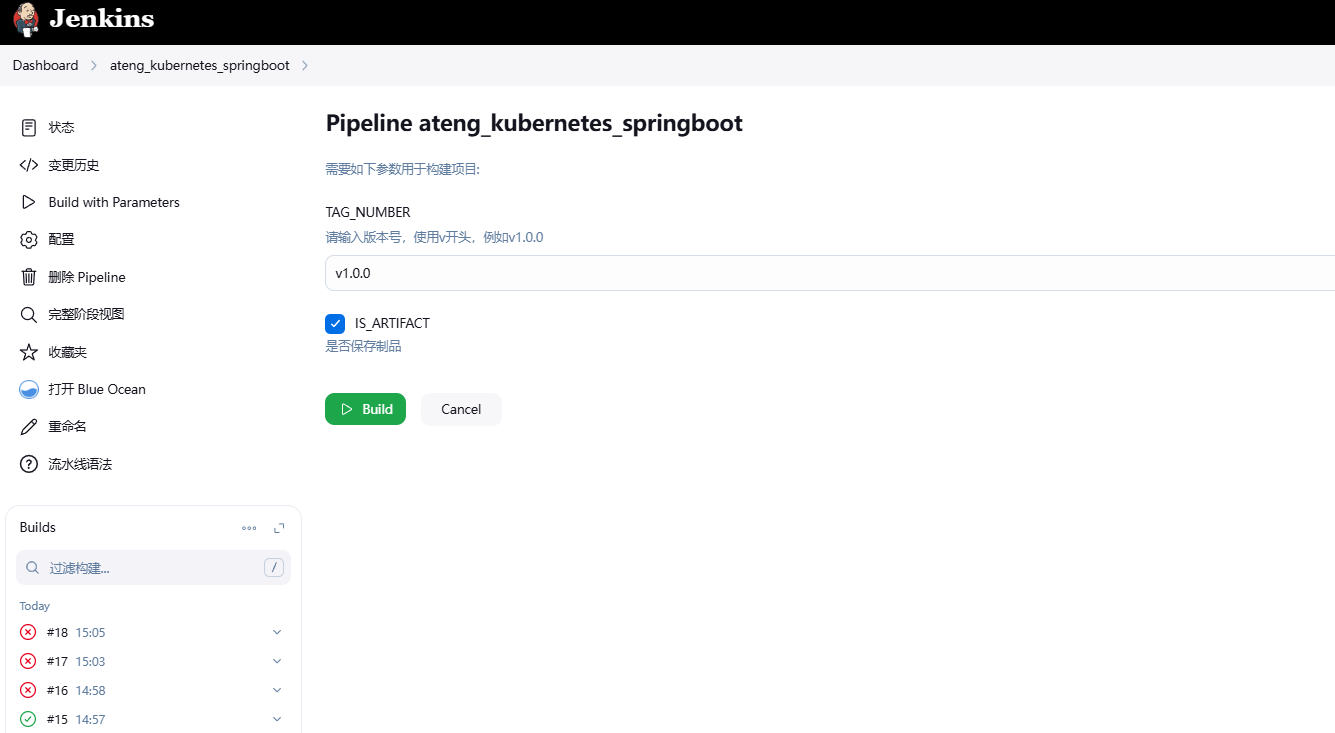 Jenkins
Dashboard
ateng_kubernetes_springboot
状态
变更历史
Build with Parameters
配置
删除 Pipeline
完整阶段视图
收藏夹
打开 Blue Ocean
重命名
流水线语法
Pipeline ateng_kubernetes_springboot
需要如下参数用于构建项目:
TAG_NUMBER
请输入版本号，使用v开头，例如v1.0.0
v1.0.0
IS_ARTIFACT
是否保存制品
Build
Cancel
Builds
过滤构建...
/
Today
#18 15:05
#17 15:03
#16 14:58
#15 14:57